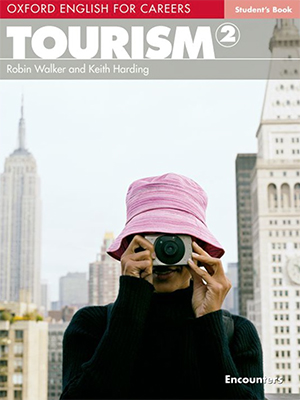 OXFORD ENGLISH FOR CAREERS
Student's Book
TOURISM 2
Robin Walker and Keith Harding
Encounters